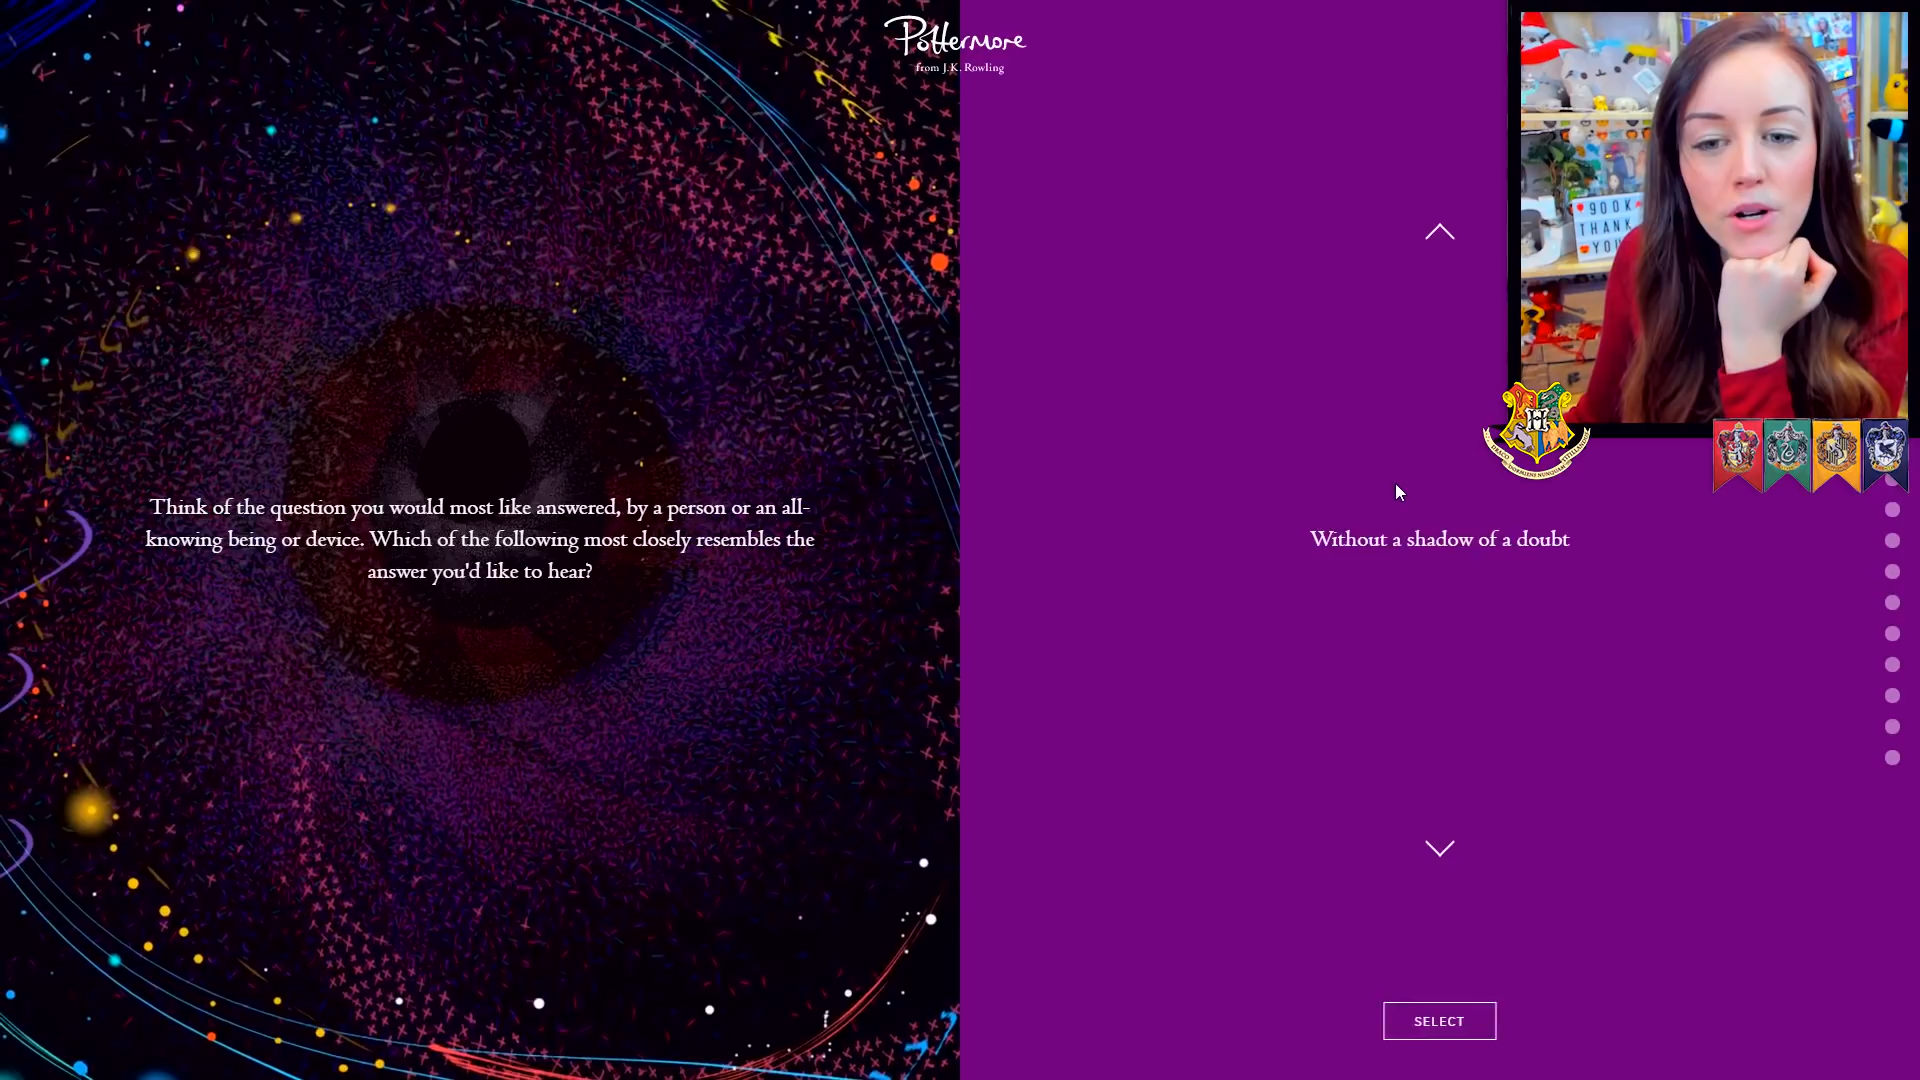 Pottermore
from J.K. Rowling
900K
THANK
YOU
Think of the question you would most like answered, by a person or an all-
knowing being or device. Which of the following most closely resembles the
answer you'd like to hear?
Without a shadow of a doubt
SELECT